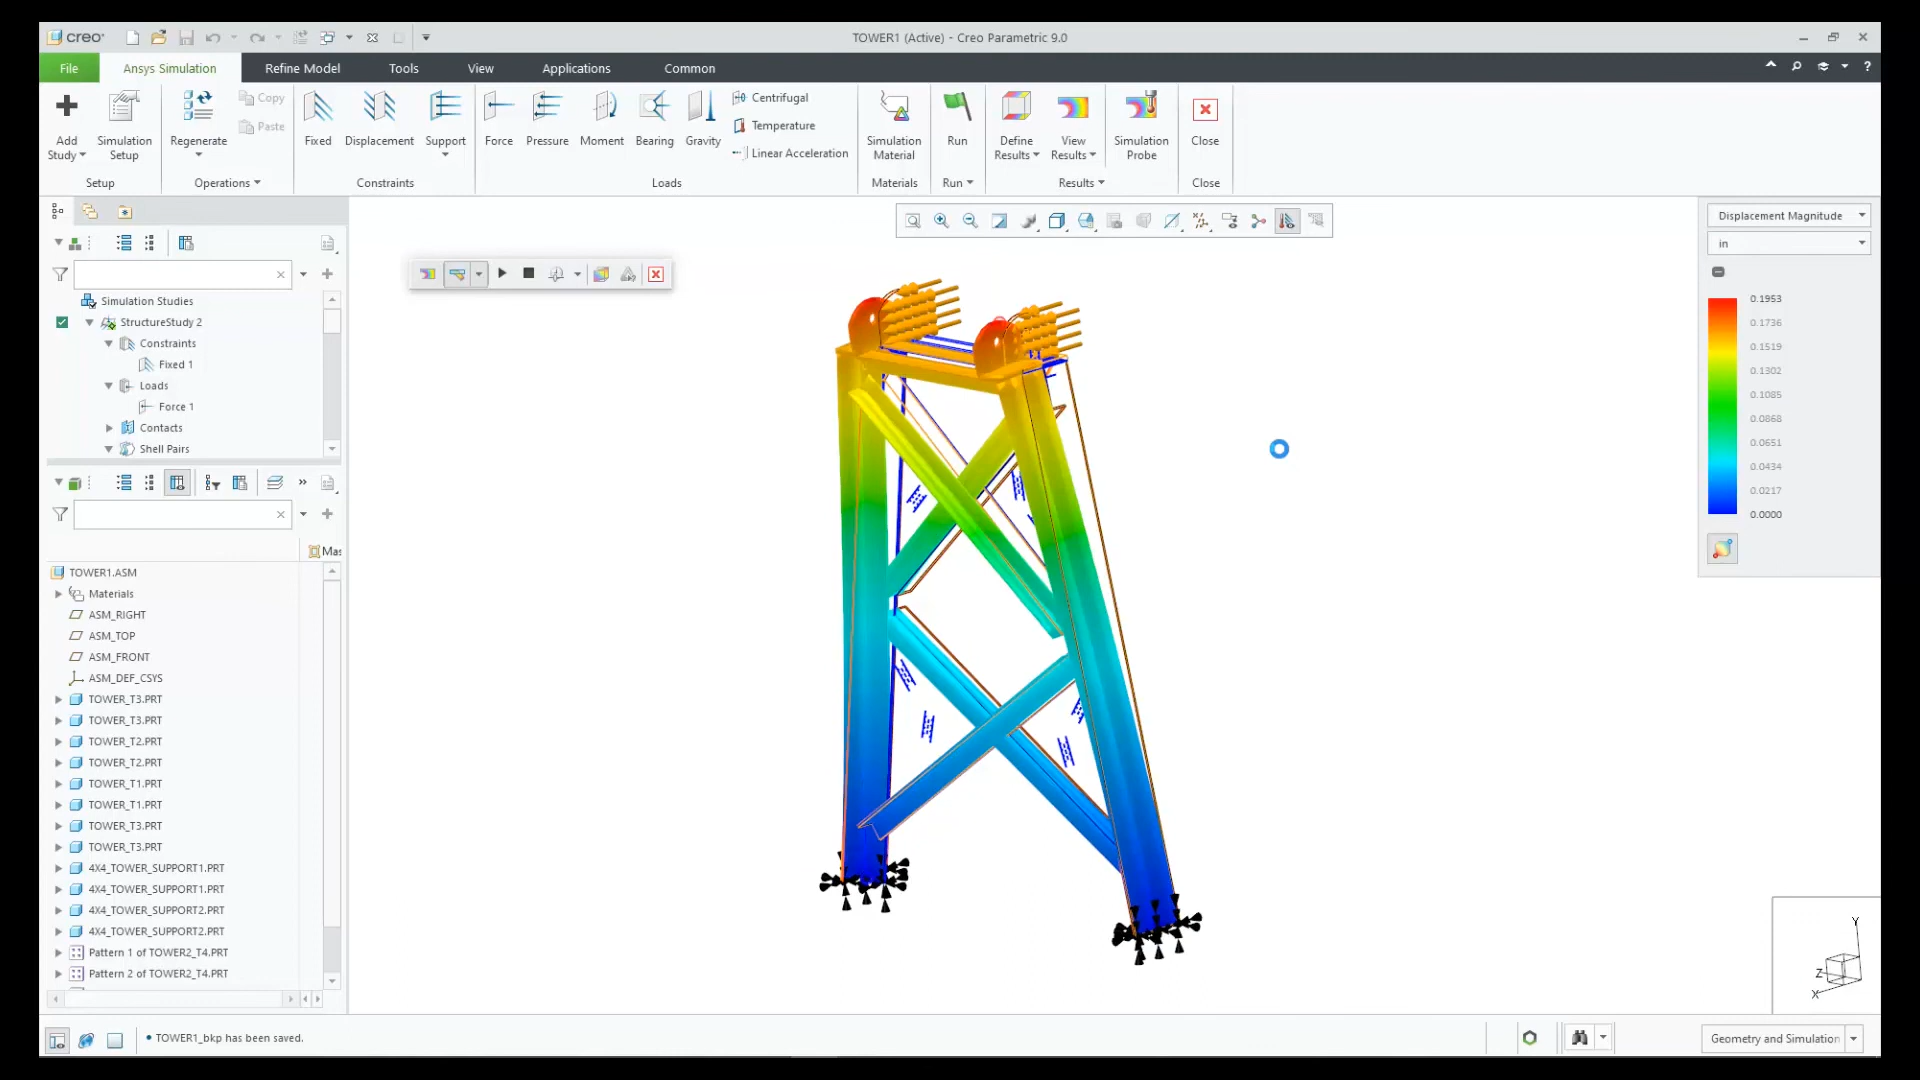 creo
TOWER1 (Active) - Creo Parametric 9.0
File
Ansys Simulation
Refine Model
Tools
View
Applications
Common
Add Study
Simulation Setup
Setup
Regenerate
Copy
Paste
Operations
Fixed
Displacement
Support
Constraints
Force
Pressure
Moment
Bearing
Gravity
Centrifugal
Temperature
Linear Acceleration
Loads
Simulation Material
Materials
Run
Run
Define Results
View Results
Simulation Probe
Results
Close
Close
Simulation Studies
StructureStudy 2
Constraints
Fixed 1
Loads
Force 1
Contacts
Shell Pairs
Mas
TOWER1.ASM
Materials
ASM_RIGHT
ASM_TOP
ASM_FRONT
ASM_DEF_CSYS
TOWER_T3.PRT
TOWER_T3.PRT
TOWER_T2.PRT
TOWER_T2.PRT
TOWER_T1.PRT
TOWER_T1.PRT
TOWER_T3.PRT
TOWER_T3.PRT
4X4_TOWER_SUPPORT1.PRT
4X4_TOWER_SUPPORT1.PRT
4X4_TOWER_SUPPORT2.PRT
4X4_TOWER_SUPPORT2.PRT
Pattern 1 of TOWER2_T4.PRT
Pattern 2 of TOWER2_T4.PRT
Displacement Magnitude
in
0.1953
0.1736
0.1519
0.1302
0.1085
0.0868
0.0651
0.0434
0.0217
0.0000
Y
Z
X
• TOWER1_bkp has been saved.
Geometry and Simulation